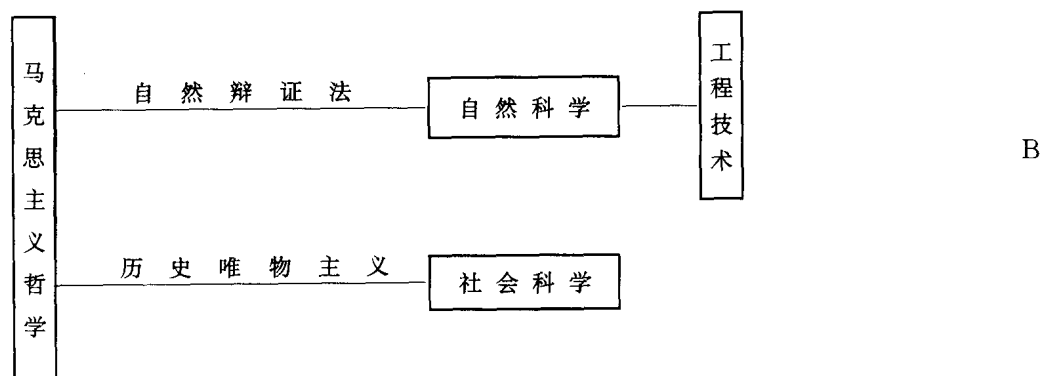 马克思主义哲学
自然辩证法
自然科学
工程技术
B
历史唯物主义
社会科学